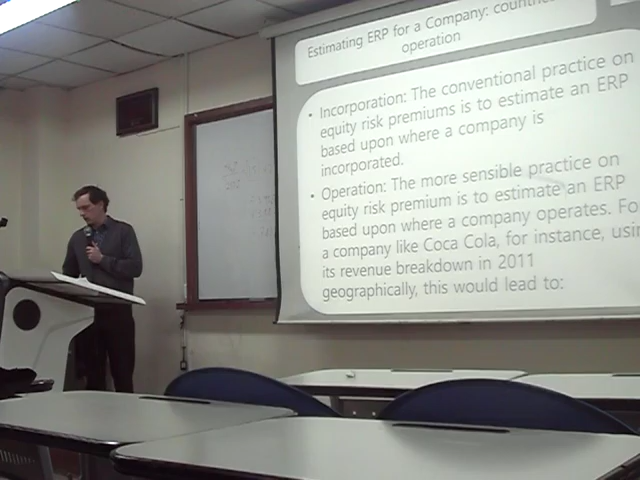 Estimating ERP for a Company: countries
operation
• Incorporation: The conventional practice on
equity risk premiums is to estimate an ERP
based upon where a company is
incorporated.
• Operation: The more sensible practice on
equity risk premium is to estimate an ERP
based upon where a company operates. Fo
a company like Coca Cola, for instance, usin
its revenue breakdown in 2011
geographically, this would lead to: